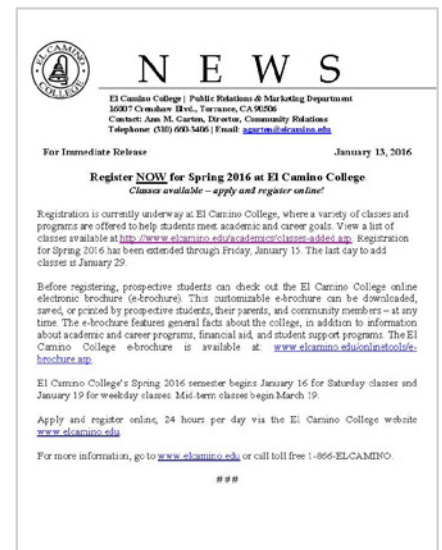 EL CAMINO
COLLEGE
N E W S
El Camino College | Public Relations & Marketing Department
16007 Crenshaw Blvd., Torrance, CA 90506
Contact: Ann M. Garten, Director, Community Relations
Telephone: (310) 660-3406 | Email: agarten@elcamino.edu
For Immediate Release January 13, 2016
Register NOW for Spring 2016 at El Camino College
Classes available – apply and register online!
Registration is currently underway at El Camino College, where a variety of classes and
programs are offered to help students meet academic and career goals. View a list of
classes available at http://www.elcamino.edu/academics/classes-added.asp. Registration
for Spring 2016 has been extended through Friday, January 15. The last day to add
classes is January 29.
Before registering, prospective students can check out the El Camino College online
electronic brochure (e-brochure). This customizable e-brochure can be downloaded,
saved, or printed by prospective students, their parents, and community members – at any
time. The e-brochure features general facts about the college, in addition to information
about academic and career programs, financial aid, and student support programs. The El
Camino College e-brochure is available at: www.elcamino.edu/onlinetools/e-
brochure.asp.
El Camino College's Spring 2016 semester begins January 16 for Saturday classes and
January 19 for weekday classes. Mid-term classes begin March 19.
Apply and register online, 24 hours per day via the El Camino College website
www.elcamino.edu.
For more information, go to www.elcamino.edu or call toll free 1-866-ELCAMINO.
###